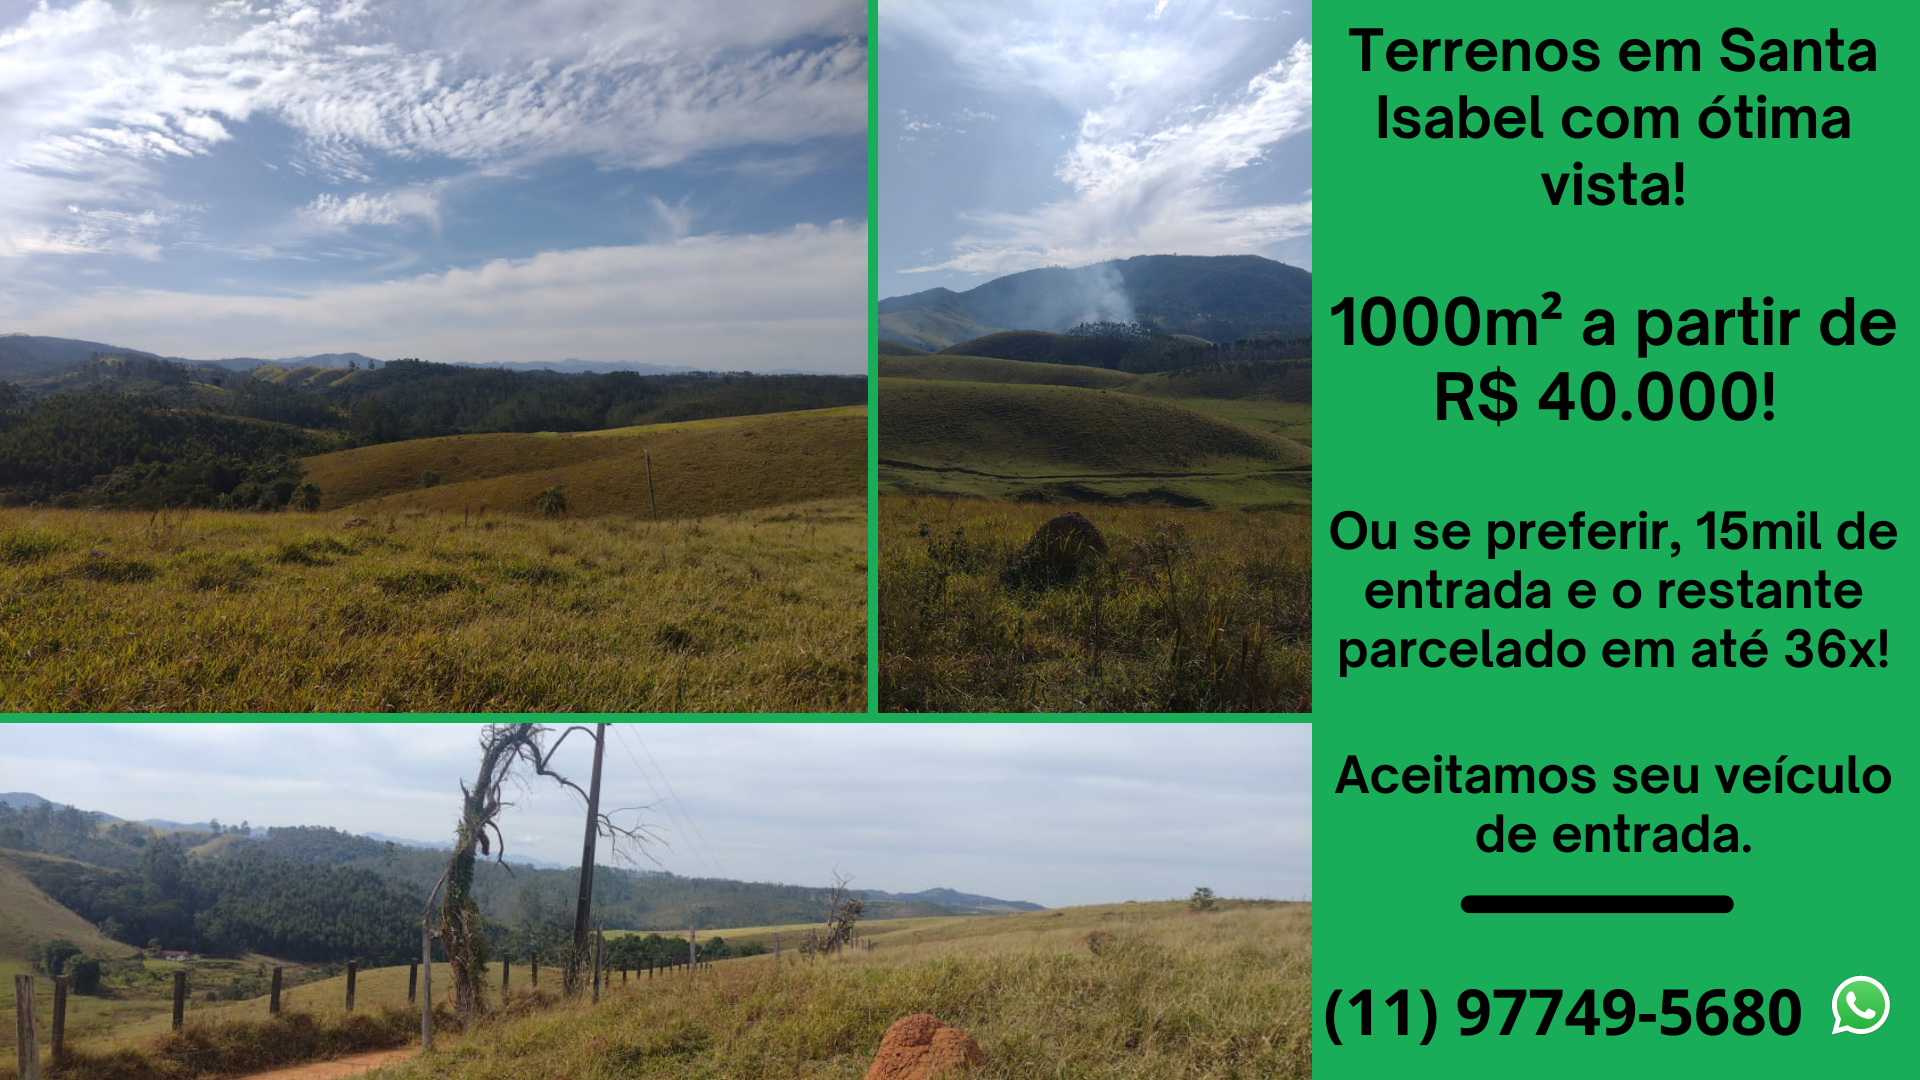 Terrenos em Santa
Isabel com ótima
vista!
1000m² a partir de
R$ 40.000!
Ou se preferir, 15mil de
entrada e o restante
parcelado em até 36x!
Aceitamos seu veículo
de entrada.
(11) 97749-5680